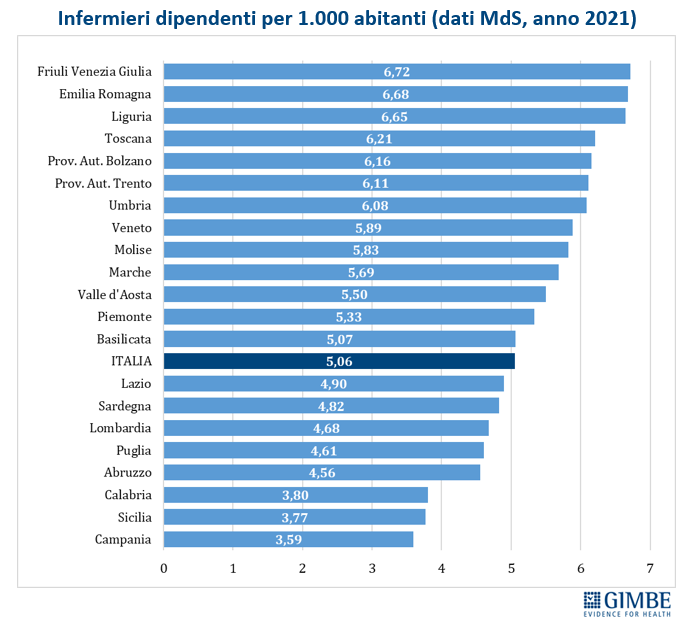 Infermieri dipendenti per 1.000 abitanti (dati MdS, anno 2021)
Friuli Venezia Giulia 6,72
Emilia Romagna 6,68
Liguria 6,65
Toscana 6,21
Prov. Aut. Bolzano 6,16
Prov. Aut. Trento 6,11
Umbria 6,08
Veneto 5,89
Molise 5,83
Marche 5,69
Valle d'Aosta 5,50
Piemonte 5,33
Basilicata 5,07
ITALIA 5,06
Lazio 4,90
Sardegna 4,82
Lombardia 4,68
Puglia 4,61
Abruzzo 4,56
Calabria 3,80
Sicilia 3,77
Campania 3,59
0 1 2 3 4 5 6 7
GIMBE
EVIDENCE FOR HEALTH